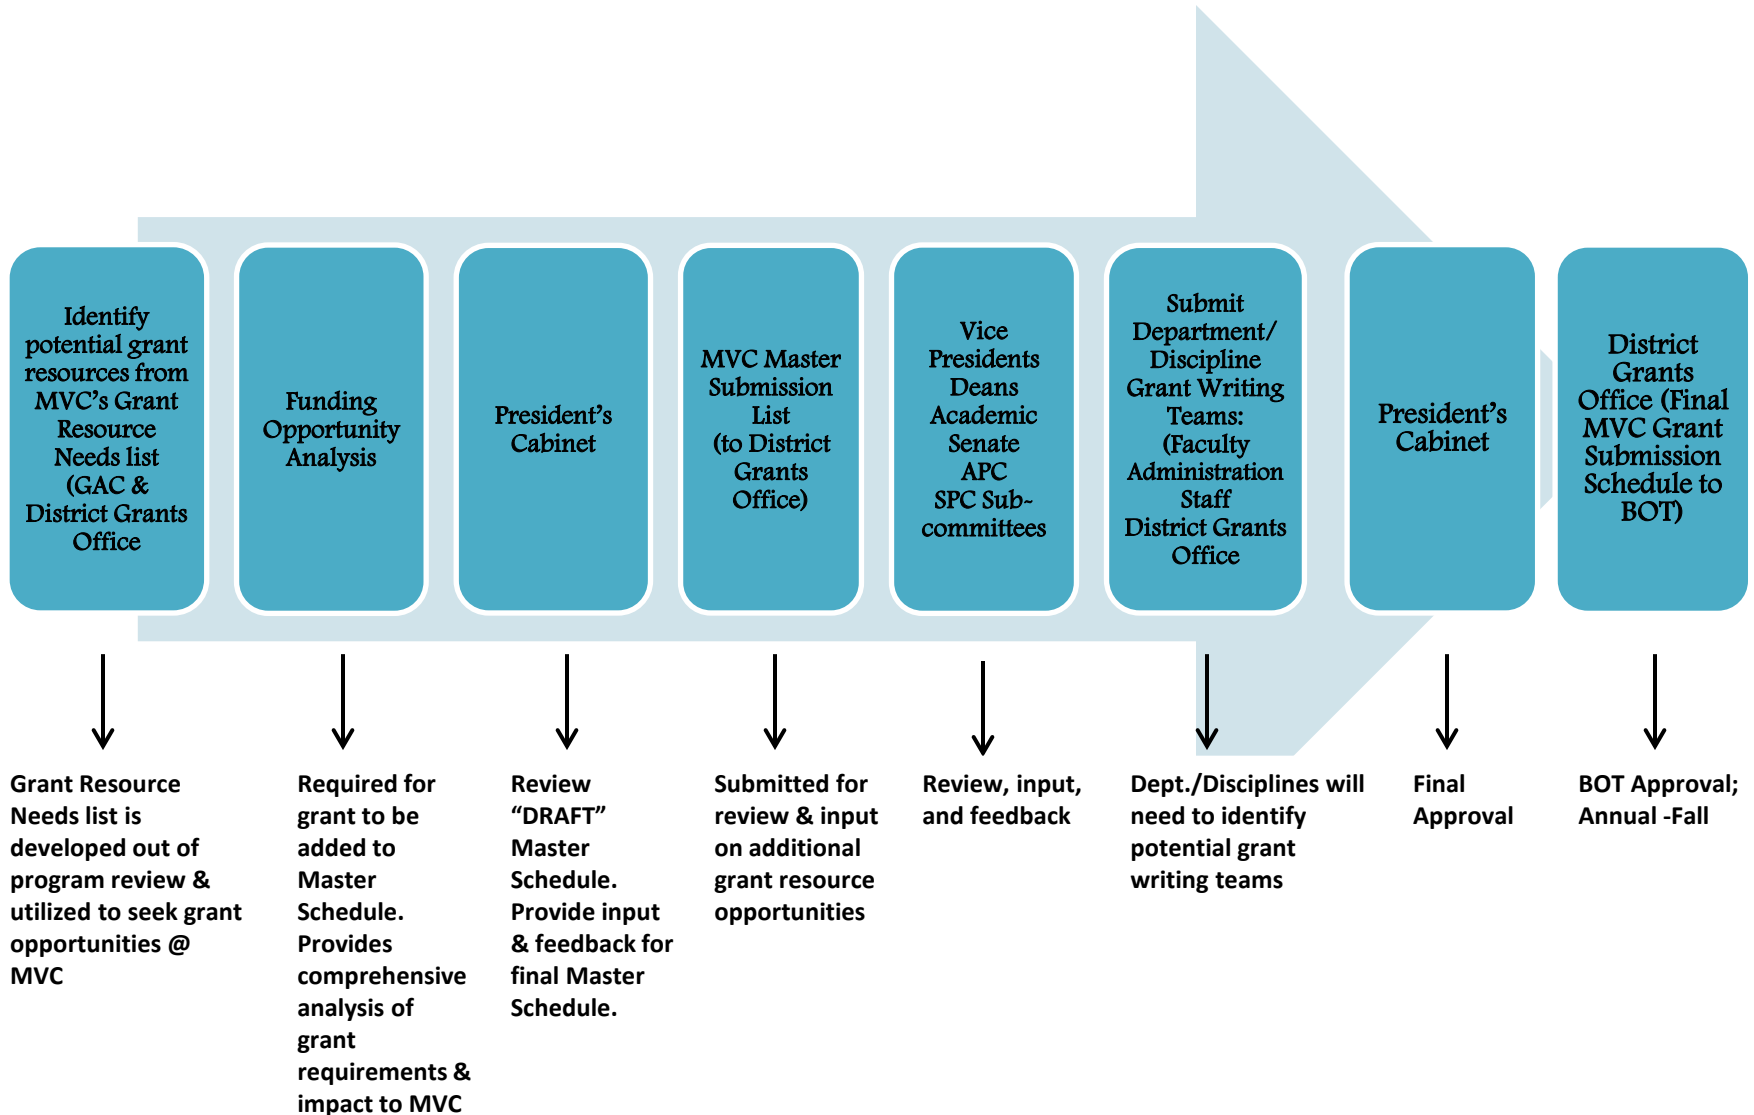 Identify
potential grant
resources from
MVC's Grant
Resource
Needs list
(GAC &
District Grants
Office
Funding
Opportunity
Analysis
President's
Cabinet
MVC Master
Submission
List
(to District
Grants
Office)
Vice
Presidents
Deans
Academic
Senate
APC
SPC Sub-
committees
Submit
Department/
Discipline
Grant Writing
Teams:
(Faculty
Administration
Staff
District Grants
Office
President's
Cabinet
District
Grants
Office (Final
MVC Grant
Submission
Schedule to
BOT)
Grant Resource
Needs list is
developed out of
program review &
utilized to seek grant
opportunities @
MVC
Required for
grant to be
added to
Master
Schedule.
Provides
comprehensive
analysis of
grant
requirements &
impact to MVC
Review
“DRAFT”
Master
Schedule.
Provide input
& feedback for
final Master
Schedule.
Submitted for
review & input
on additional
grant resource
opportunities
Review, input,
and feedback
Dept./Disciplines will
need to identify
potential grant
writing teams
Final
Approval
BOT Approval;
Annual -Fall